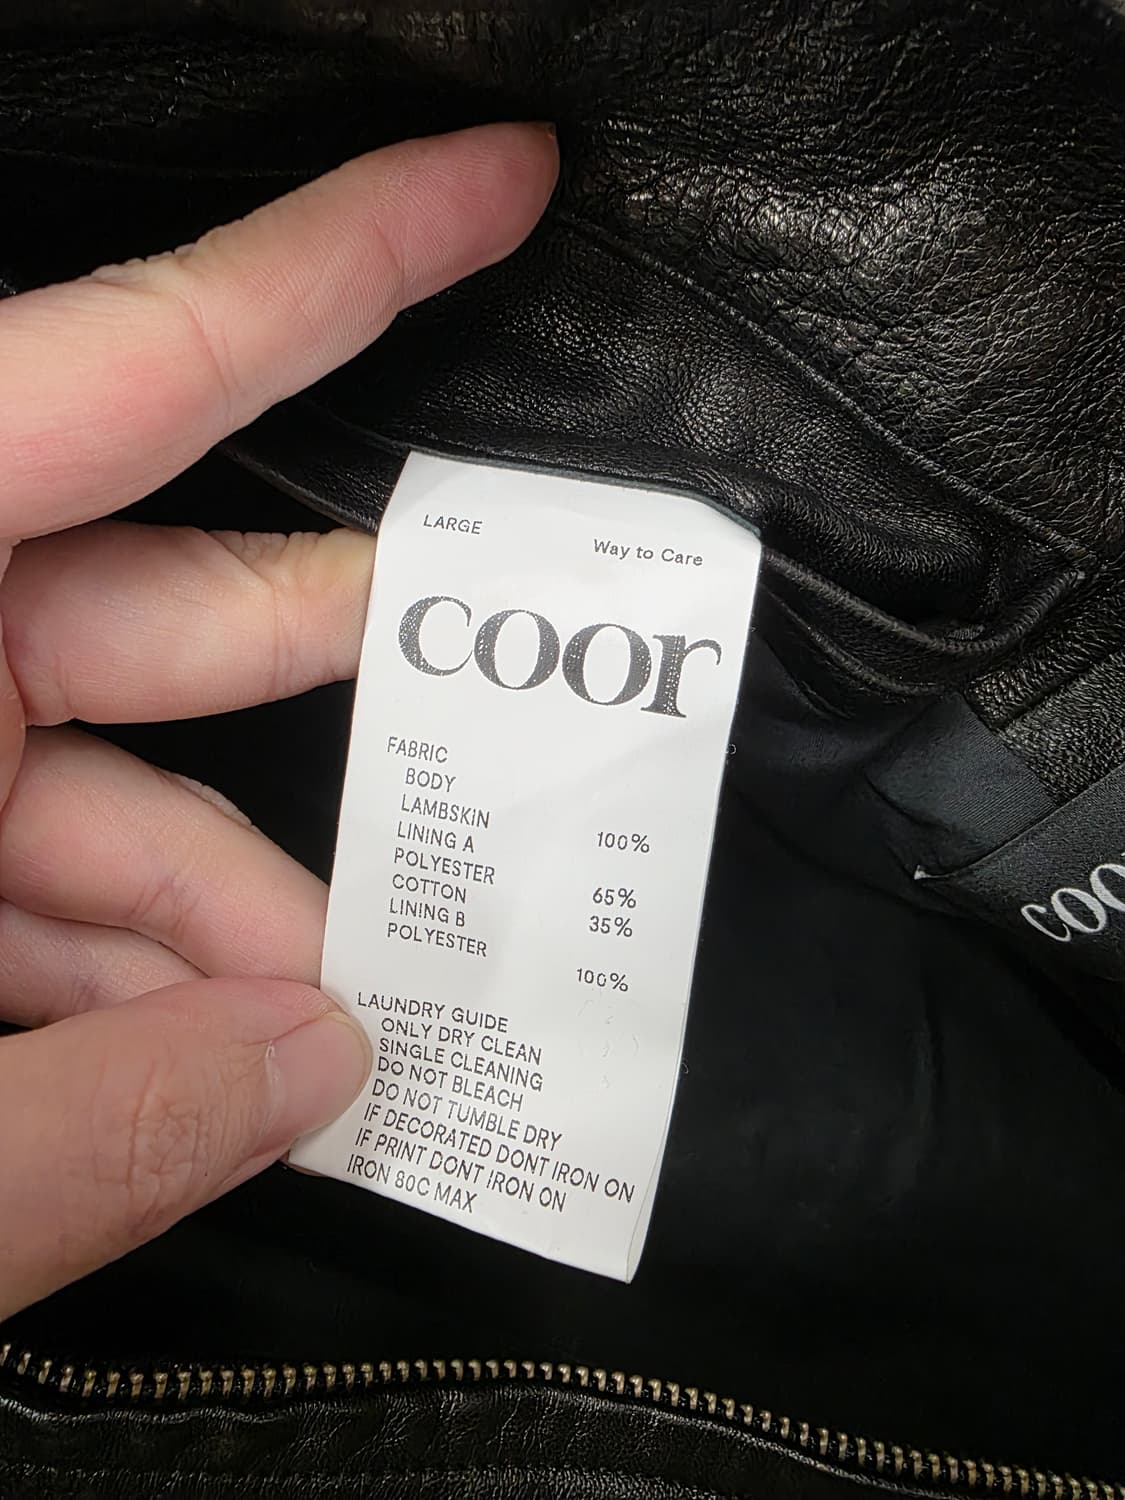 LARGE
Way to Care
coor
FABRIC
BODY
LAMBSKIN 100%
LINING A
POLYESTER 65%
COTTON 35%
LINING B
POLYESTER 100%
LAUNDRY GUIDE
ONLY DRY CLEAN
SINGLE CLEANING
DO NOT BLEACH
DO NOT TUMBLE DRY
IF DECORATED DONT IRON ON
IF PRINT DONT IRON ON
IRON 80C MAX
coo